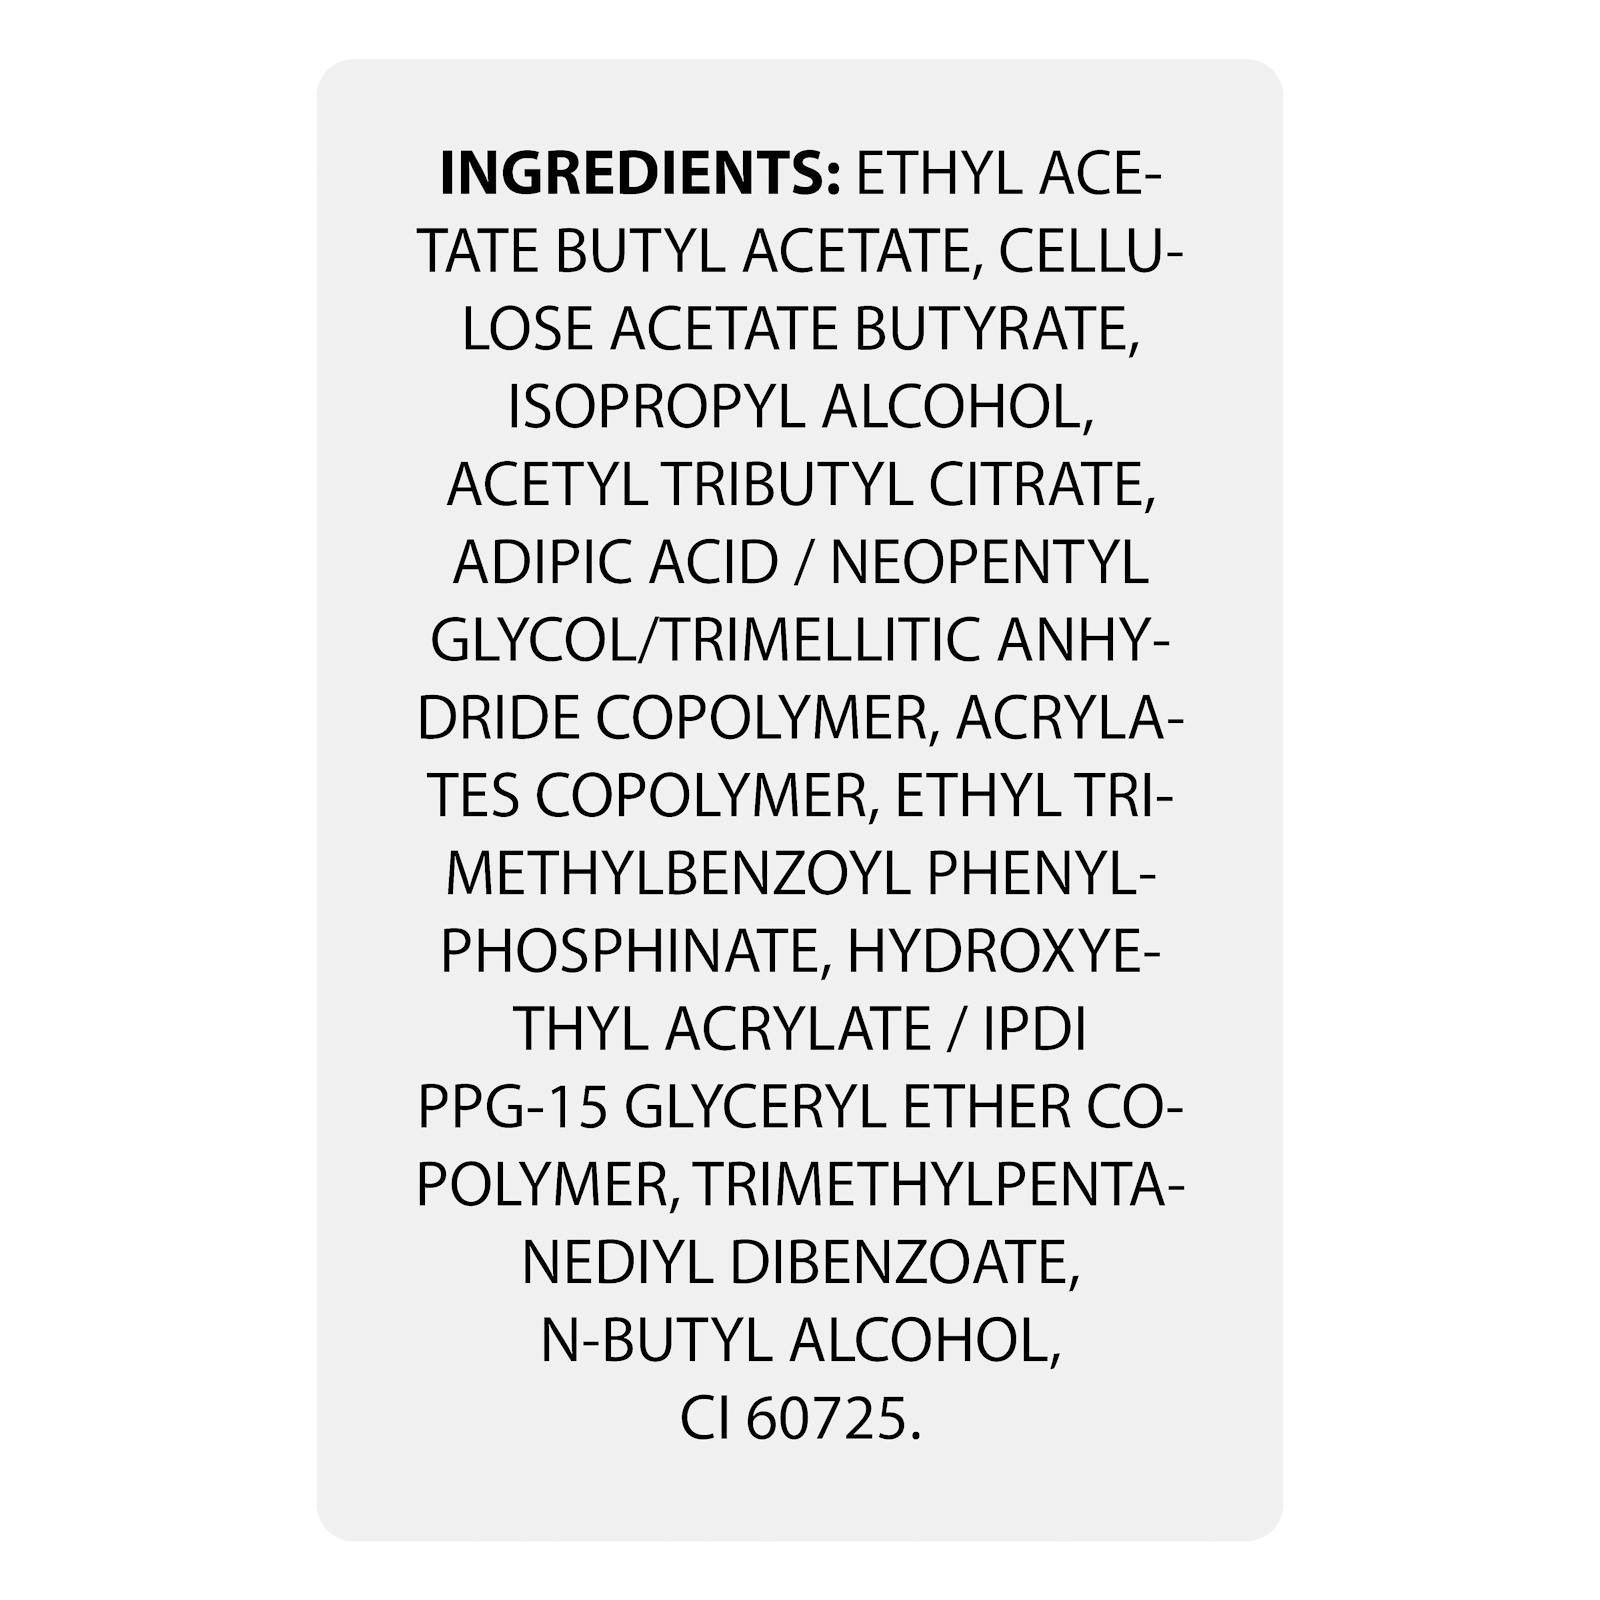 INGREDIENTS: ETHYL ACE-
TATE BUTYL ACETATE, CELLU-
LOSE ACETATE BUTYRATE,
ISOPROPYL ALCOHOL,
ACETYL TRIBUTYL CITRATE,
ADIPIC ACID / NEOPENTYL
GLYCOL/TRIMELLITIC ANHY-
DRIDE COPOLYMER, ACRYLA-
TES COPOLYMER, ETHYL TRI-
METHYLBENZOYL PHENYL-
PHOSPHINATE, HYDROXYE-
THYL ACRYLATE / IPDI
PPG-15 GLYCERYL ETHER CO-
POLYMER, TRIMETHYLPENTA-
NEDIYL DIBENZOATE,
N-BUTYL ALCOHOL,
CI 60725.